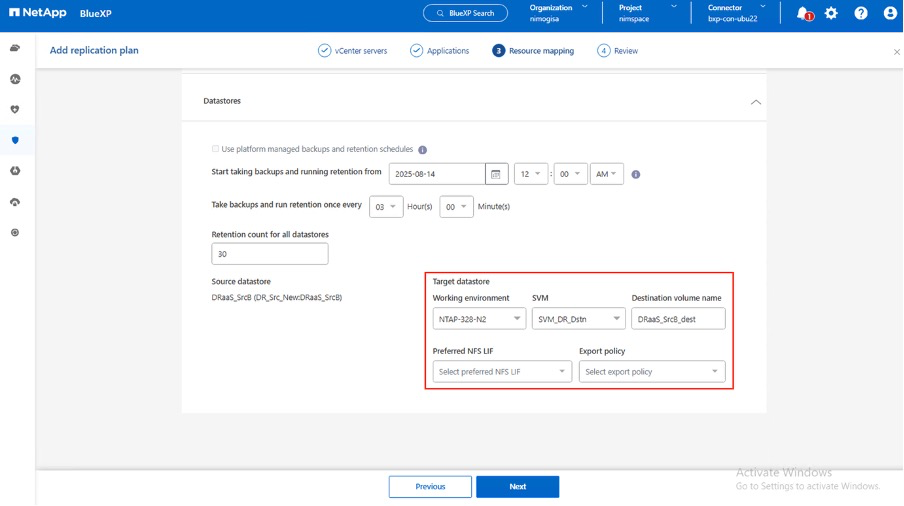 NetApp BlueXP
BlueXP Search
Organization
nimogisa
Project
nimspace
Connector
bxp-con-ubu22
1
Add replication plan
vCenter servers
Applications
3 Resource mapping
4 Review
Datastores
Use platform managed backups and retention schedules
Start taking backups and running retention from 2025-08-14 12 : 00 AM
Take backups and run retention once every 03 Hour(s) 00 Minute(s)
Retention count for all datastores
30
Source datastore
DRaaS_SrcB (DR_Src_New:DRaaS_SrcB)
Target datastore
Working environment SVM Destination volume name
NTAP-328-N2 SVM_DR_Dstn DRaaS_SrcB_dest
Preferred NFS LIF Export policy
Select preferred NFS LIF Select export policy
Previous Next
Activate Windows
Go to Settings to activate Windows.